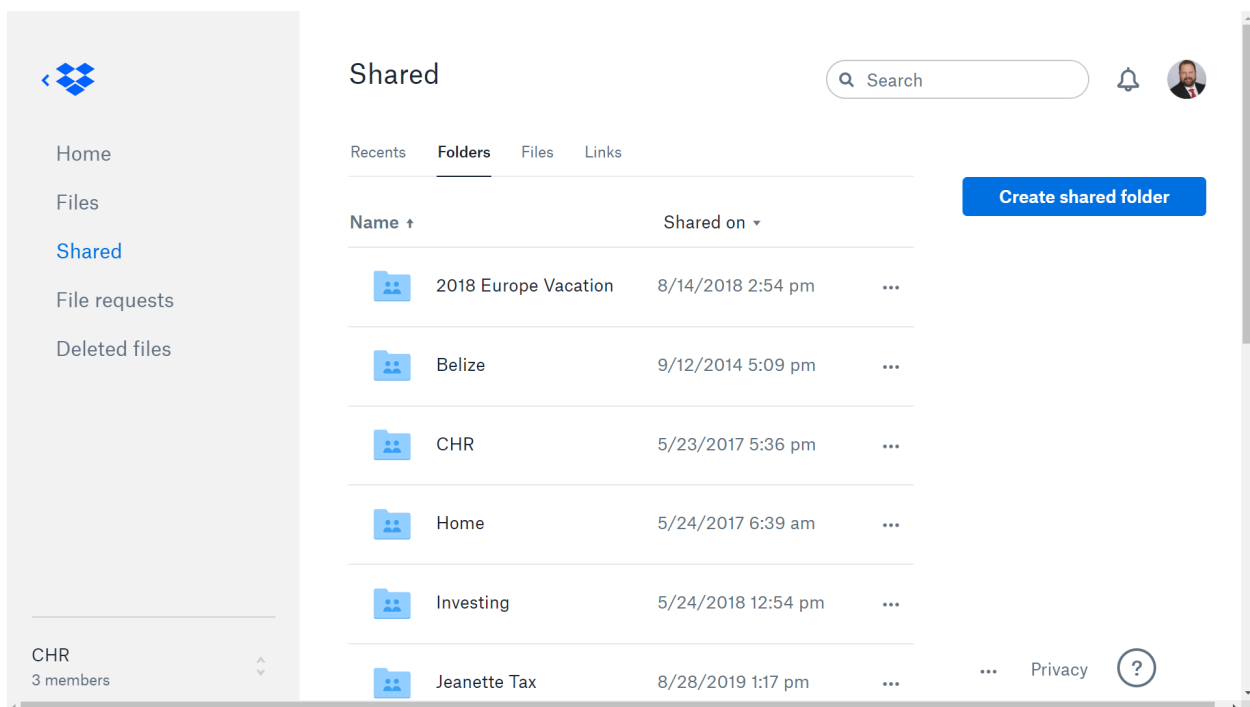 Shared
Search
Home
Files
Shared
File requests
Deleted files
CHR
3 members
Recents Folders Files Links
Create shared folder
Name Shared on
2018 Europe Vacation 8/14/2018 2:54 pm
Belize 9/12/2014 5:09 pm
CHR 5/23/2017 5:36 pm
Home 5/24/2017 6:39 am
Investing 5/24/2018 12:54 pm
Jeanette Tax 8/28/2019 1:17 pm
... Privacy ?